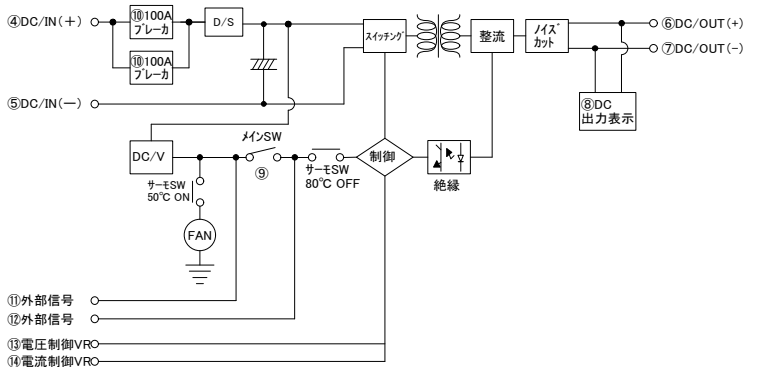 ④DC/IN(+)
⑩100A
ブレーカ
⑩100A
ブレーカ
D/S
スイッチング
整流
ノイズ
カット
⑥DC/OUT(+)
⑦DC/OUT(-)
⑧DC
出力表示
⑤DC/IN(ー)
DC/V
メインSW
⑨
サーモSW
80℃ OFF
制御
絶縁
サーモSW
50℃ ON
FAN
⑪外部信号
⑫外部信号
⑬電圧制御VR
⑭電流制御VR